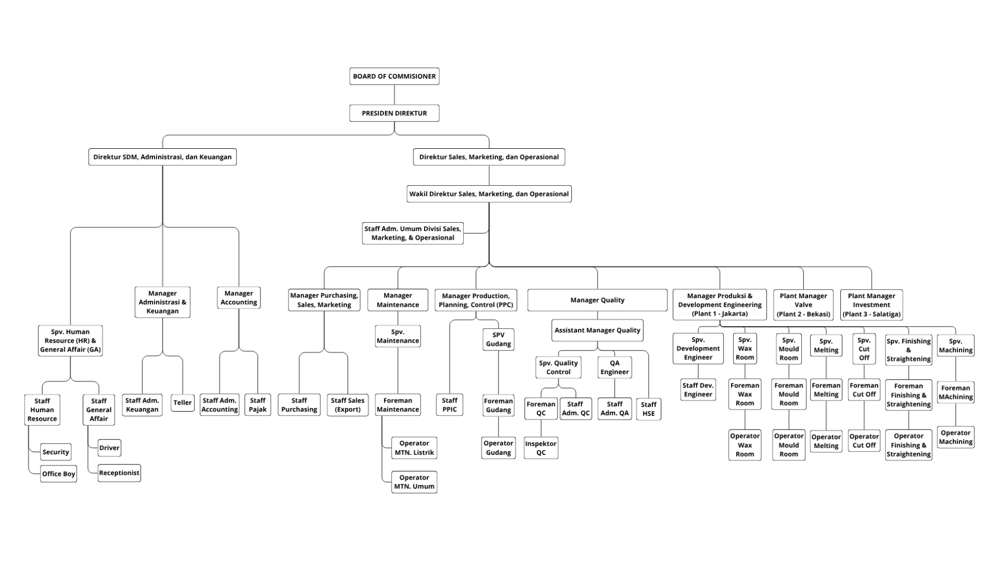 BOARD OF COMMISIONER
PRESIDEN DIREKTUR
Direktur SDM, Administrasi, dan Keuangan
Direktur Sales, Marketing, dan Operasional
Wakil Direktur Sales, Marketing, dan Operasional
Staff Adm. Umum Divisi Sales,
Marketing, & Operasional
Manager
Administrasi &
Keuangan
Manager
Accounting
Manager Purchasing,
Sales, Marketing
Manager
Maintenance
Manager Production,
Planning, Control (PPC)
Manager Quality
Manager Produksi &
Development Engineering
(Plant 1 - Jakarta)
Plant Manager
Valve
(Plant 2 - Bekasi)
Plant Manager
Investment
(Plant 3 - Salatiga)
Spv. Human
Resource (HR) &
General Affair (GA)
Spv.
Maintenance
SPV
Gudang
Assistant Manager Quality
Spv.
Development
Engineer
Spv.
Wax
Room
Spv.
Mould
Room
Spv.
Melting
Spv.
Cut
Off
Spv. Finishing
&
Straightening
Spv.
Machining
Spv. Quality
Control
QA
Engineer
Staff
Human
Resource
Staff
General
Affair
Staff Adm.
Keuangan
Teller
Staff Adm.
Accounting
Staff
Pajak
Staff
Purchasing
Staff Sales
(Export)
Foreman
Maintenance
Staff
PPIC
Foreman
Gudang
Foreman
QC
Staff
Adm. QC
Staff
Adm. QA
Staff
HSE
Staff Dev.
Engineer
Foreman
Wax
Room
Foreman
Mould
Room
Foreman
Melting
Foreman
Cut Off
Foreman
Finishing &
Straightening
Foreman
MAchining
Security
Office Boy
Driver
Receptionist
Operator
MTN. Listrik
Operator
MTN. Umum
Operator
Gudang
Inspektor
QC
Operator
Wax
Room
Operator
Mould
Room
Operator
Melting
Operator
Cut Off
Operator
Finishing &
Straightening
Operator
Machining